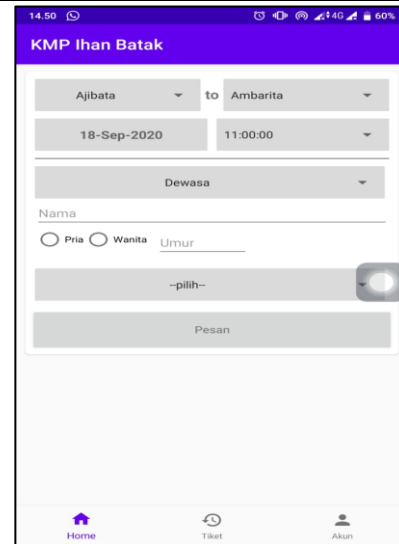 14.50 4G 60%
KMP Ihan Batak
Ajibata to Ambarita
18-Sep-2020 11:00:00
Dewasa
Nama
Pria Wanita Umur
--pilih--
Pesan
Home Tiket Akun